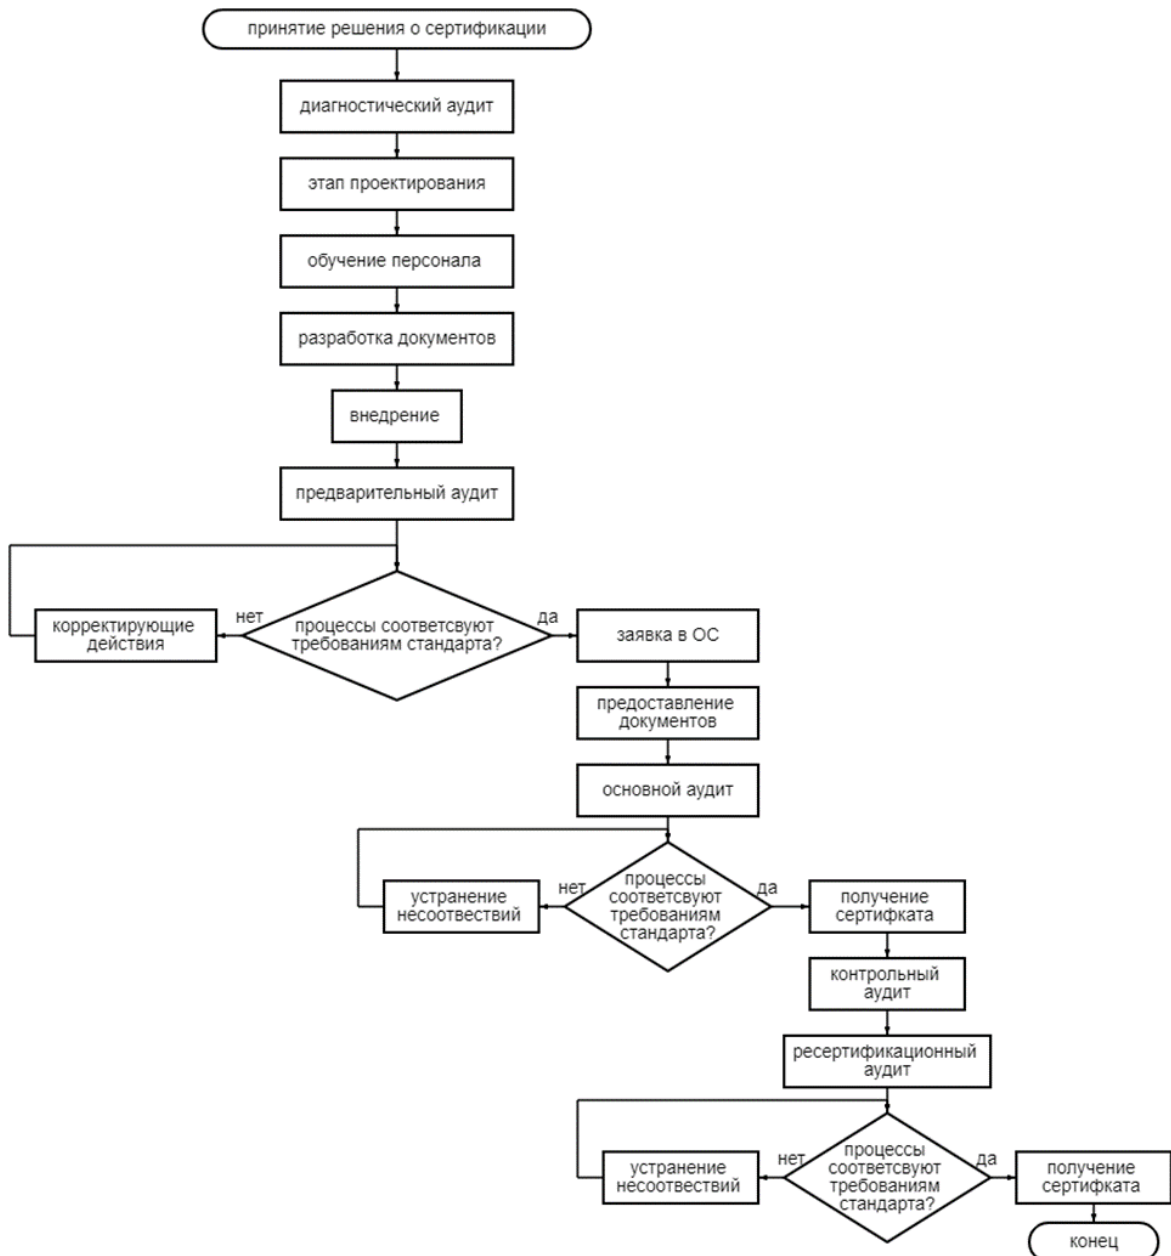 принятие решения о сертификации
диагностический аудит
этап проектирования
обучение персонала
разработка документов
внедрение
предварительный аудит
нет
да
корректирующие
действия
процессы соответсвуют
требованиям стандарта?
заявка в ОС
предоставление
документов
основной аудит
нет
да
устранение
несоотвествий
процессы
соответсвуют
требованиям
стандарта?
получение
сертифката
контрольный
аудит
ресертификационный
аудит
нет
да
устранение
несоотвествий
процессы
соответсвуют
требованиям
стандарта?
получение
сертифката
конец